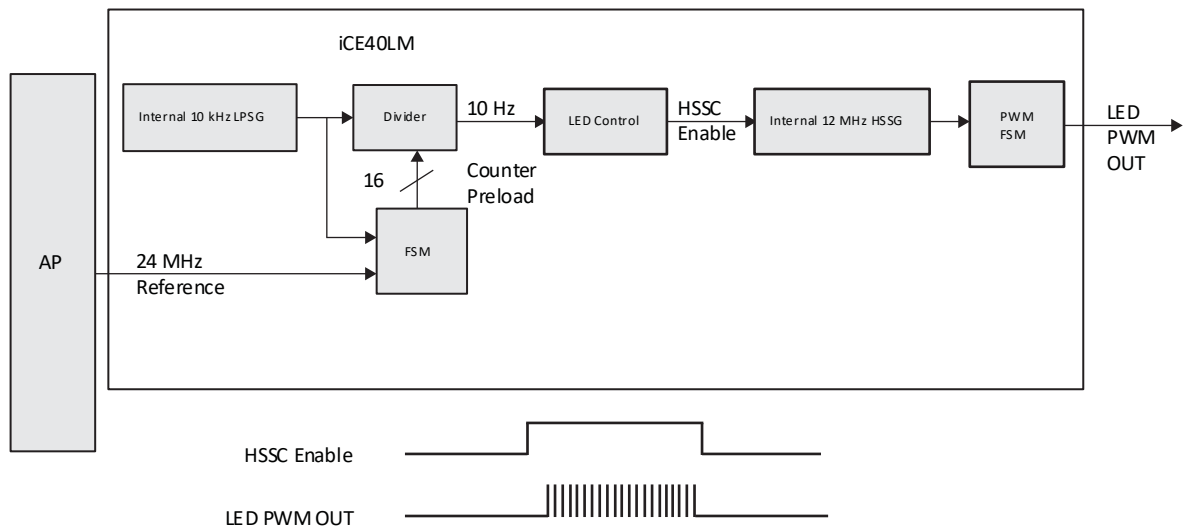 iCE40LM
Internal 10 kHz LPSG
Divider
10 Hz
LED Control
HSSC
Enable
Internal 12 MHz HSSG
PWM
FSM
LED
PWM
OUT
16
Counter
Preload
FSM
AP
24 MHz
Reference
HSSC Enable
LED PWM OUT